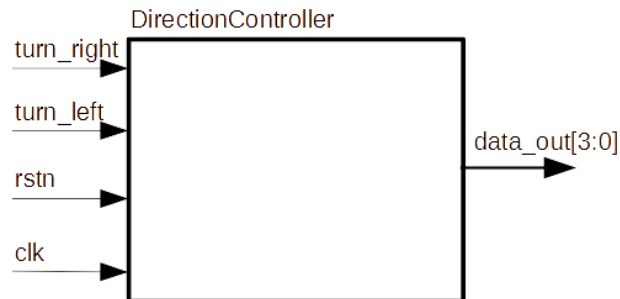 DirectionController
turn_right
turn_left
data_out[3:0]
rstn
clk